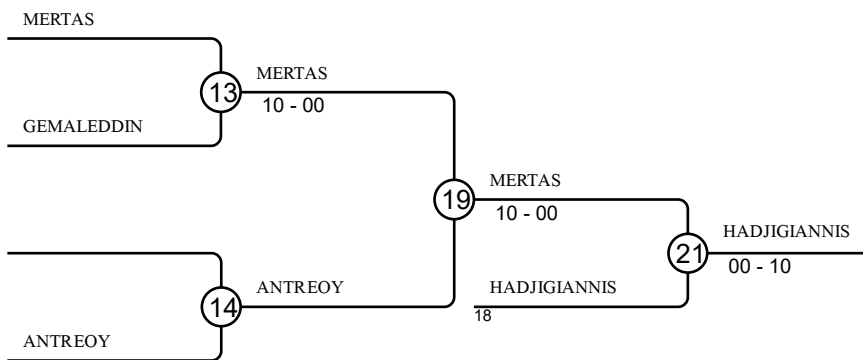 MERTAS
13
MERTAS
10 - 00
GEMALEDDIN
19
MERTAS
10 - 00
21
HADJIGIANNIS
00 - 10
14
ANTREOY
HADJIGIANNIS
18
ANTREOY